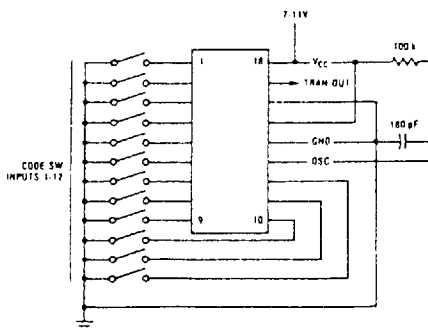 7-11V
1
18
VCC
100 k
TRAN OUT
GND
180 pF
OSC
CODE SW
INPUTS 1-12
9
10